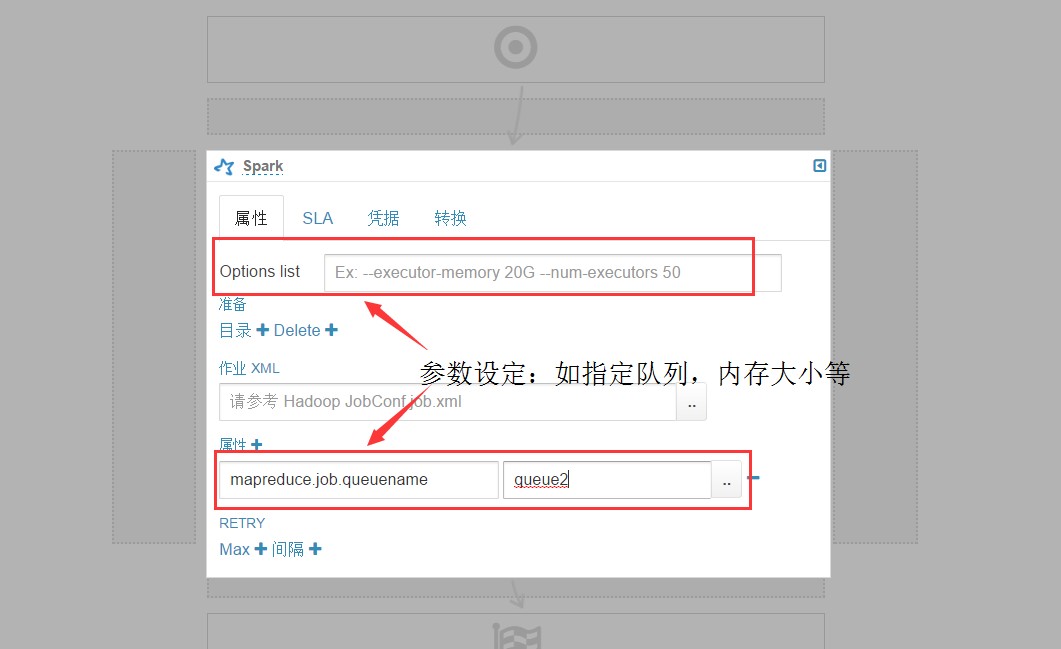 Spark
属性 SLA 凭据 转换
Options list Ex: --executor-memory 20G --num-executors 50
准备
目录 + Delete +
参数设定：如指定队列，内存大小等
作业 XML
请参考 Hadoop JobConf job.xml ..
属性 +
mapreduce.job.queuename queue2 .. -
RETRY
Max + 间隔 +